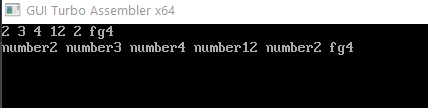 GUI Turbo Assembler x64
2 3 4 12 2 fg4
number2 number3 number4 number12 number2 fg4